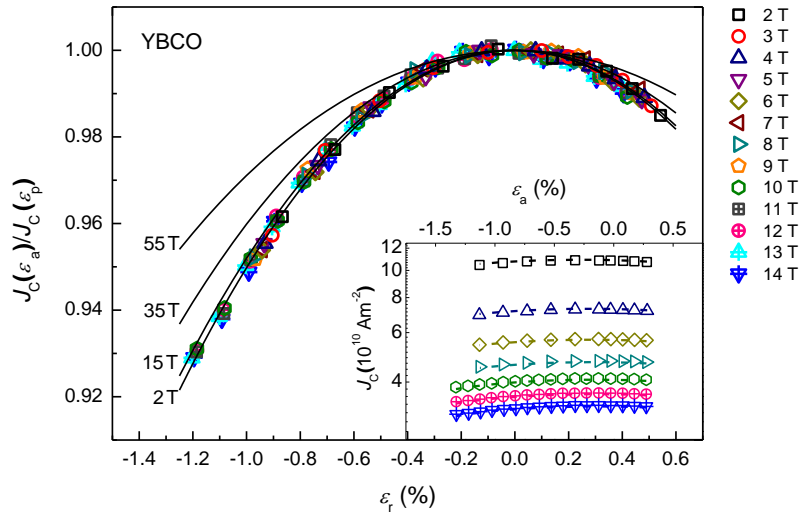 YBCO
J_C(ε_a)/J_C(ε_p)
1.00
0.98
0.96
0.94
0.92
55T
35T
15T
2T
-1.4 -1.2 -1.0 -0.8 -0.6 -0.4 -0.2 0.0 0.2 0.4 0.6
ε_r (%)
ε_a (%)
-1.5 -1.0 -0.5 0.0 0.5
J_C(10^10 Am^-2)
12
10
8
6
4
2 T
3 T
4 T
5 T
6 T
7 T
8 T
9 T
10 T
11 T
12 T
13 T
14 T